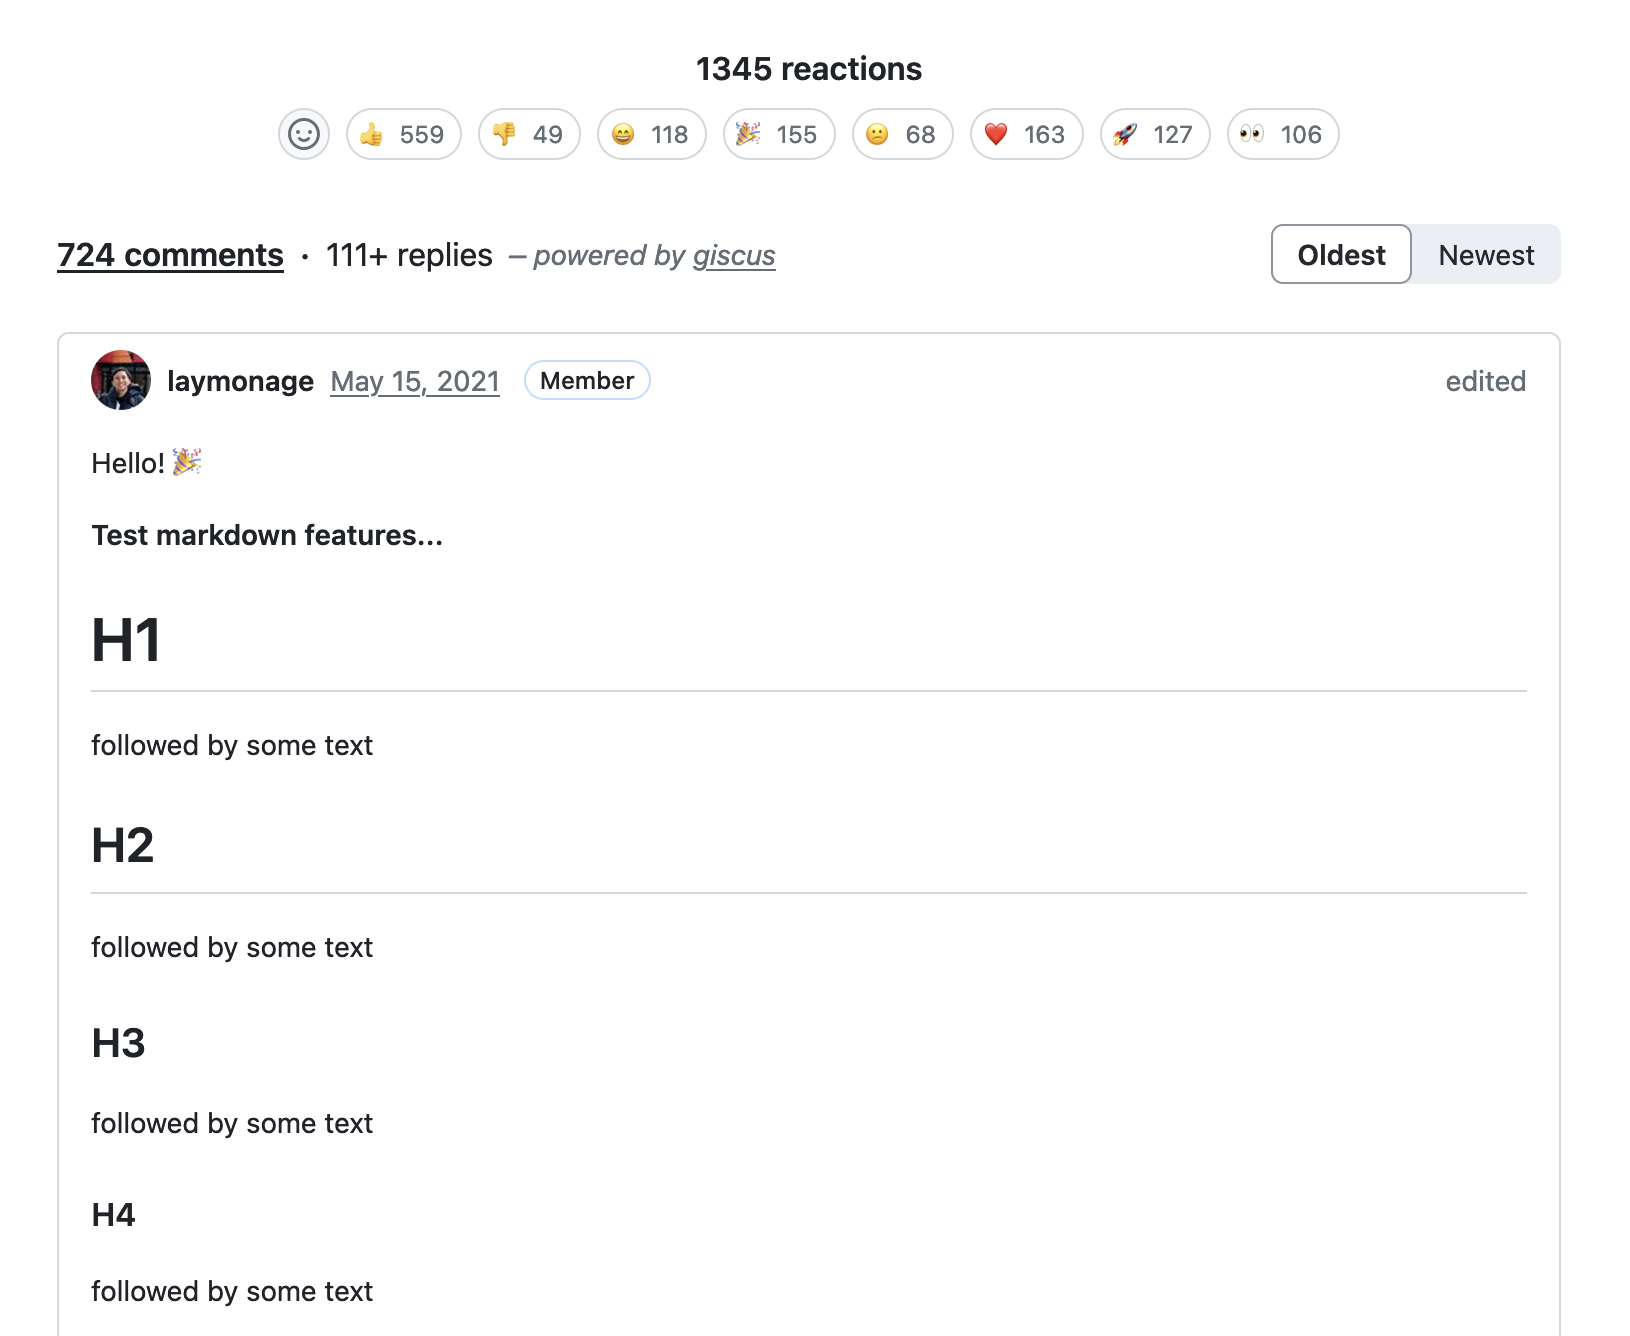 1345 reactions
👍 559 👎 49 😄 118 🎉 155 😕 68 ❤️ 163 🚀 127 👀 106
724 comments · 111+ replies – powered by giscus Oldest Newest
laymonage May 15, 2021 Member edited
Hello! 🎉
Test markdown features...
H1
followed by some text
H2
followed by some text
H3
followed by some text
H4
followed by some text